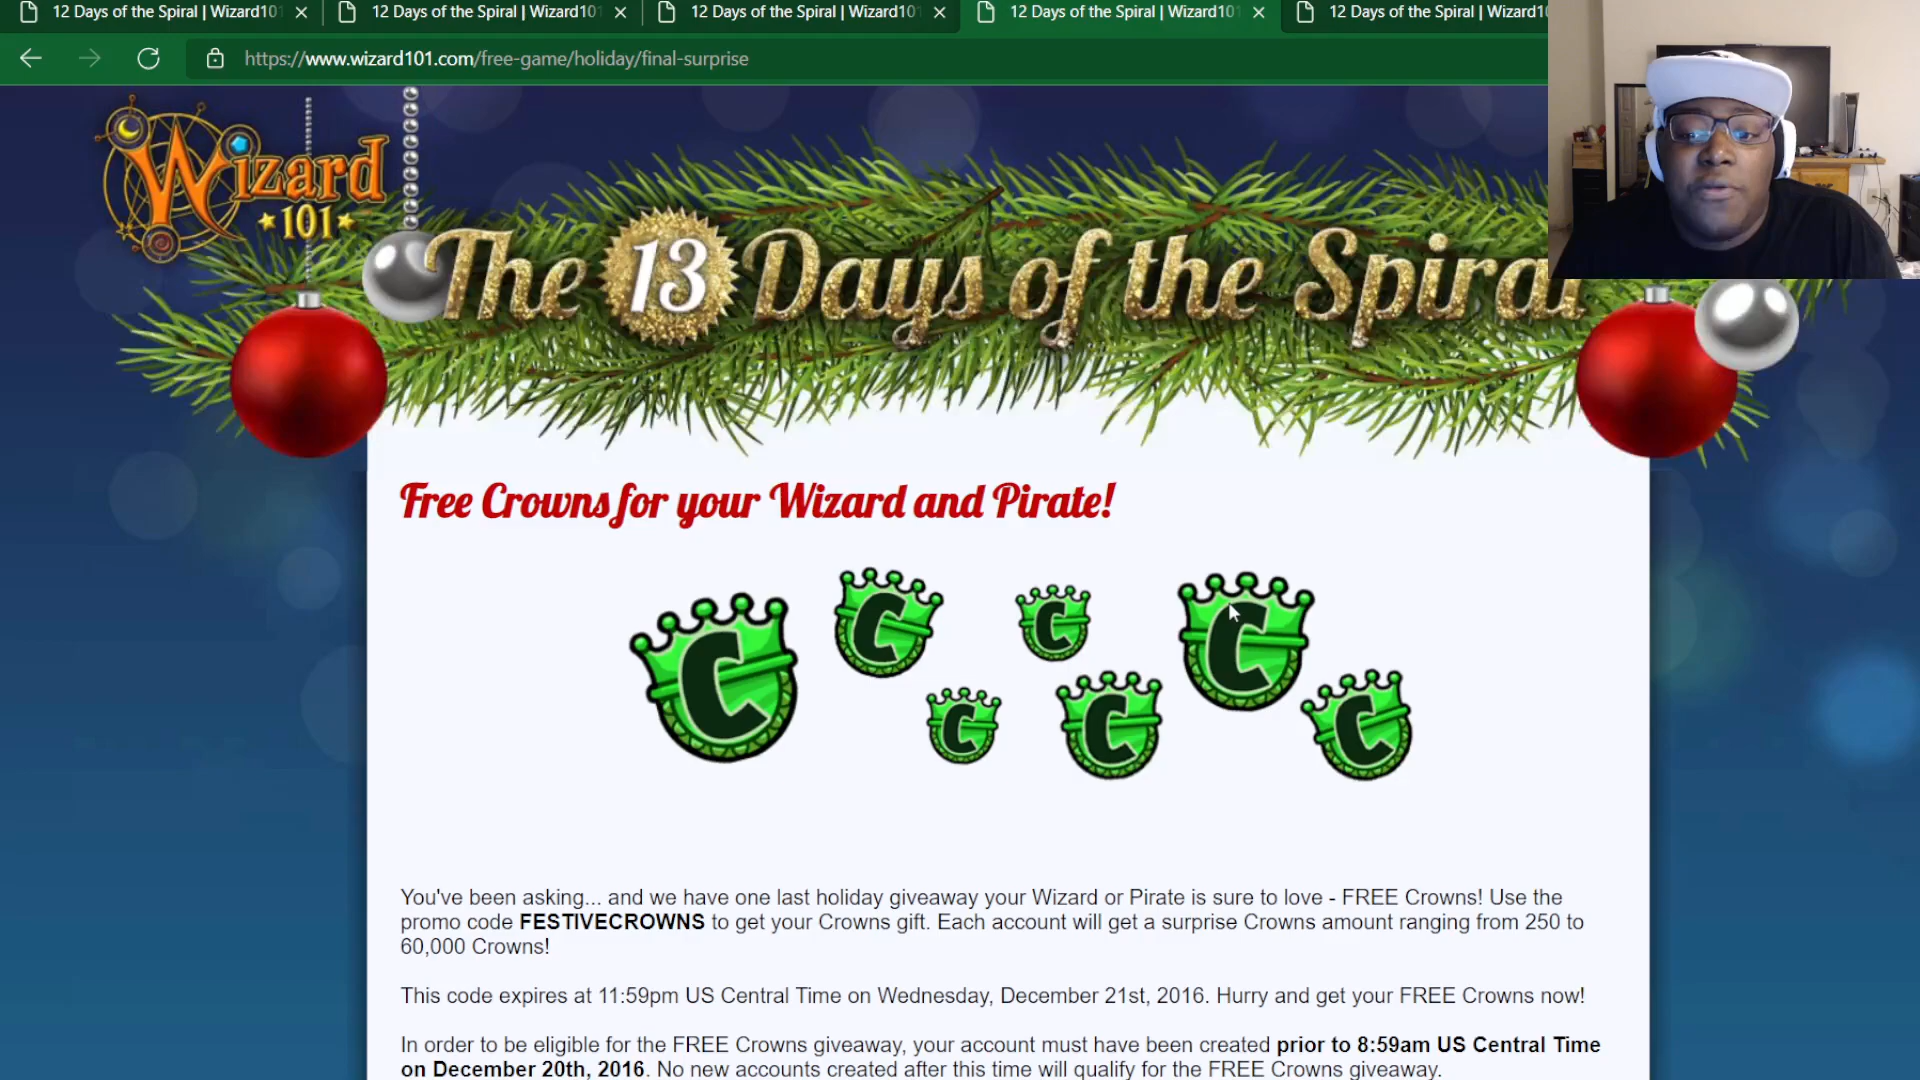 12 Days of the Spiral | Wizard101
12 Days of the Spiral | Wizard101
12 Days of the Spiral | Wizard101
12 Days of the Spiral | Wizard101
12 Days of the Spiral | Wizard10
https://www.wizard101.com/free-game/holiday/final-surprise
Wizard
101
The 13 Days of the Spiral
Free Crowns for your Wizard and Pirate!
C C C C
C C C
You've been asking... and we have one last holiday giveaway your Wizard or Pirate is sure to love - FREE Crowns! Use the
promo code FESTIVECROWNS to get your Crowns gift. Each account will get a surprise Crowns amount ranging from 250 to
60,000 Crowns!
This code expires at 11:59pm US Central Time on Wednesday, December 21st, 2016. Hurry and get your FREE Crowns now!
In order to be eligible for the FREE Crowns giveaway, your account must have been created prior to 8:59am US Central Time
on December 20th, 2016. No new accounts created after this time will qualify for the FREE Crowns giveaway.